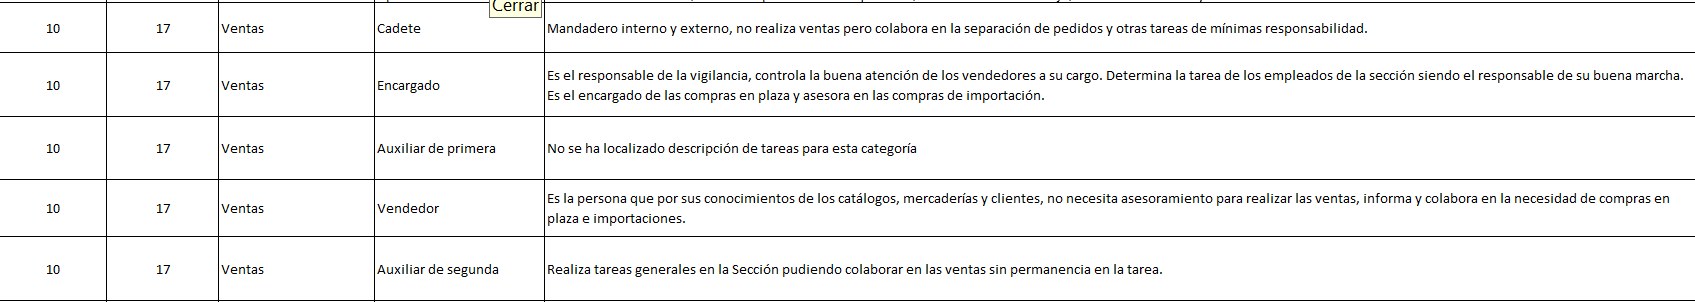 Cerrar
10 17 Ventas Cadete Mandadero interno y externo, no realiza ventas pero colabora en la separación de pedidos y otras tareas de mínimas responsabilidad.
10 17 Ventas Encargado Es el responsable de la vigilancia, controla la buena atención de los vendedores a su cargo. Determina la tarea de los empleados de la sección siendo el responsable de su buena marcha.
Es el encargado de las compras en plaza y asesora en las compras de importación.
10 17 Ventas Auxiliar de primera No se ha localizado descripción de tareas para esta categoría
10 17 Ventas Vendedor Es la persona que por sus conocimientos de los catálogos, mercaderías y clientes, no necesita asesoramiento para realizar las ventas, informa y colabora en la necesidad de compras en
plaza e importaciones.
10 17 Ventas Auxiliar de segunda Realiza tareas generales en la Sección pudiendo colaborar en las ventas sin permanencia en la tarea.